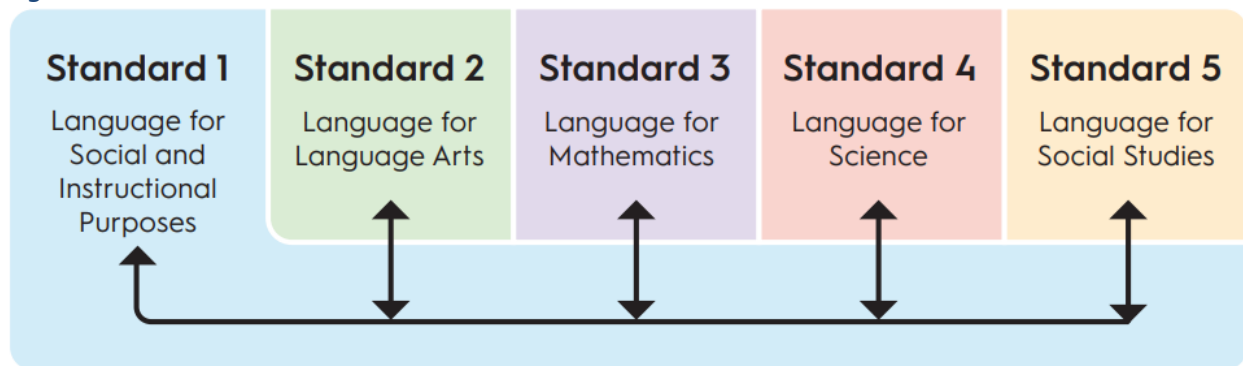 Standard 1
Language for
Social and
Instructional
Purposes
Standard 2
Language for
Language Arts
Standard 3
Language for
Mathematics
Standard 4
Language for
Science
Standard 5
Language for
Social Studies